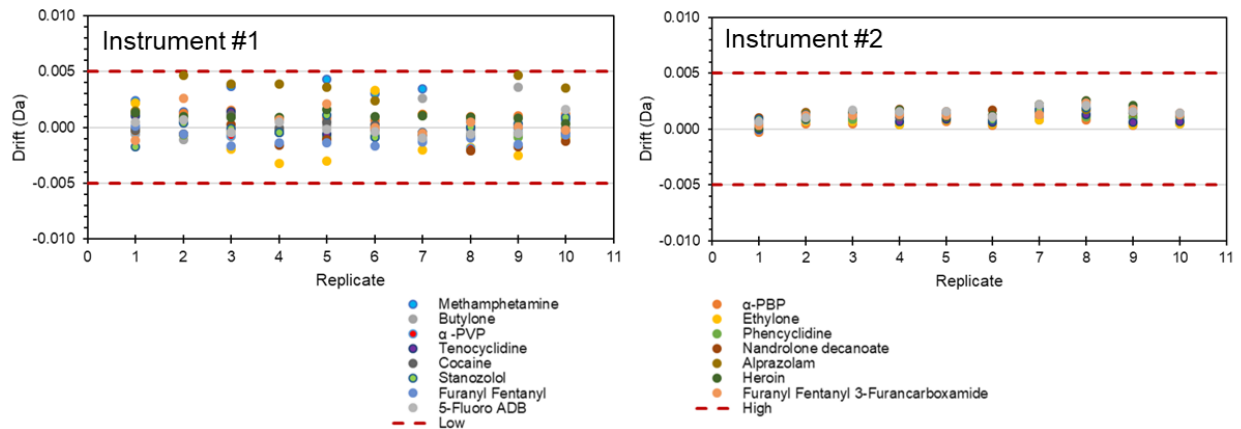 Instrument #1
0.010
0.005
0.000
-0.005
-0.010
Drift (Da)
0 1 2 3 4 5 6 7 8 9 10 11
Replicate
Instrument #2
0.010
0.005
0.000
-0.005
-0.010
Drift (Da)
0 1 2 3 4 5 6 7 8 9 10 11
Replicate
Methamphetamine
Butylone
α -PVP
Tenocyclidine
Cocaine
Stanozolol
Furanyl Fentanyl
5-Fluoro ADB
Low
α-PBP
Ethylone
Phencyclidine
Nandrolone decanoate
Alprazolam
Heroin
Furanyl Fentanyl 3-Furancarboxamide
High